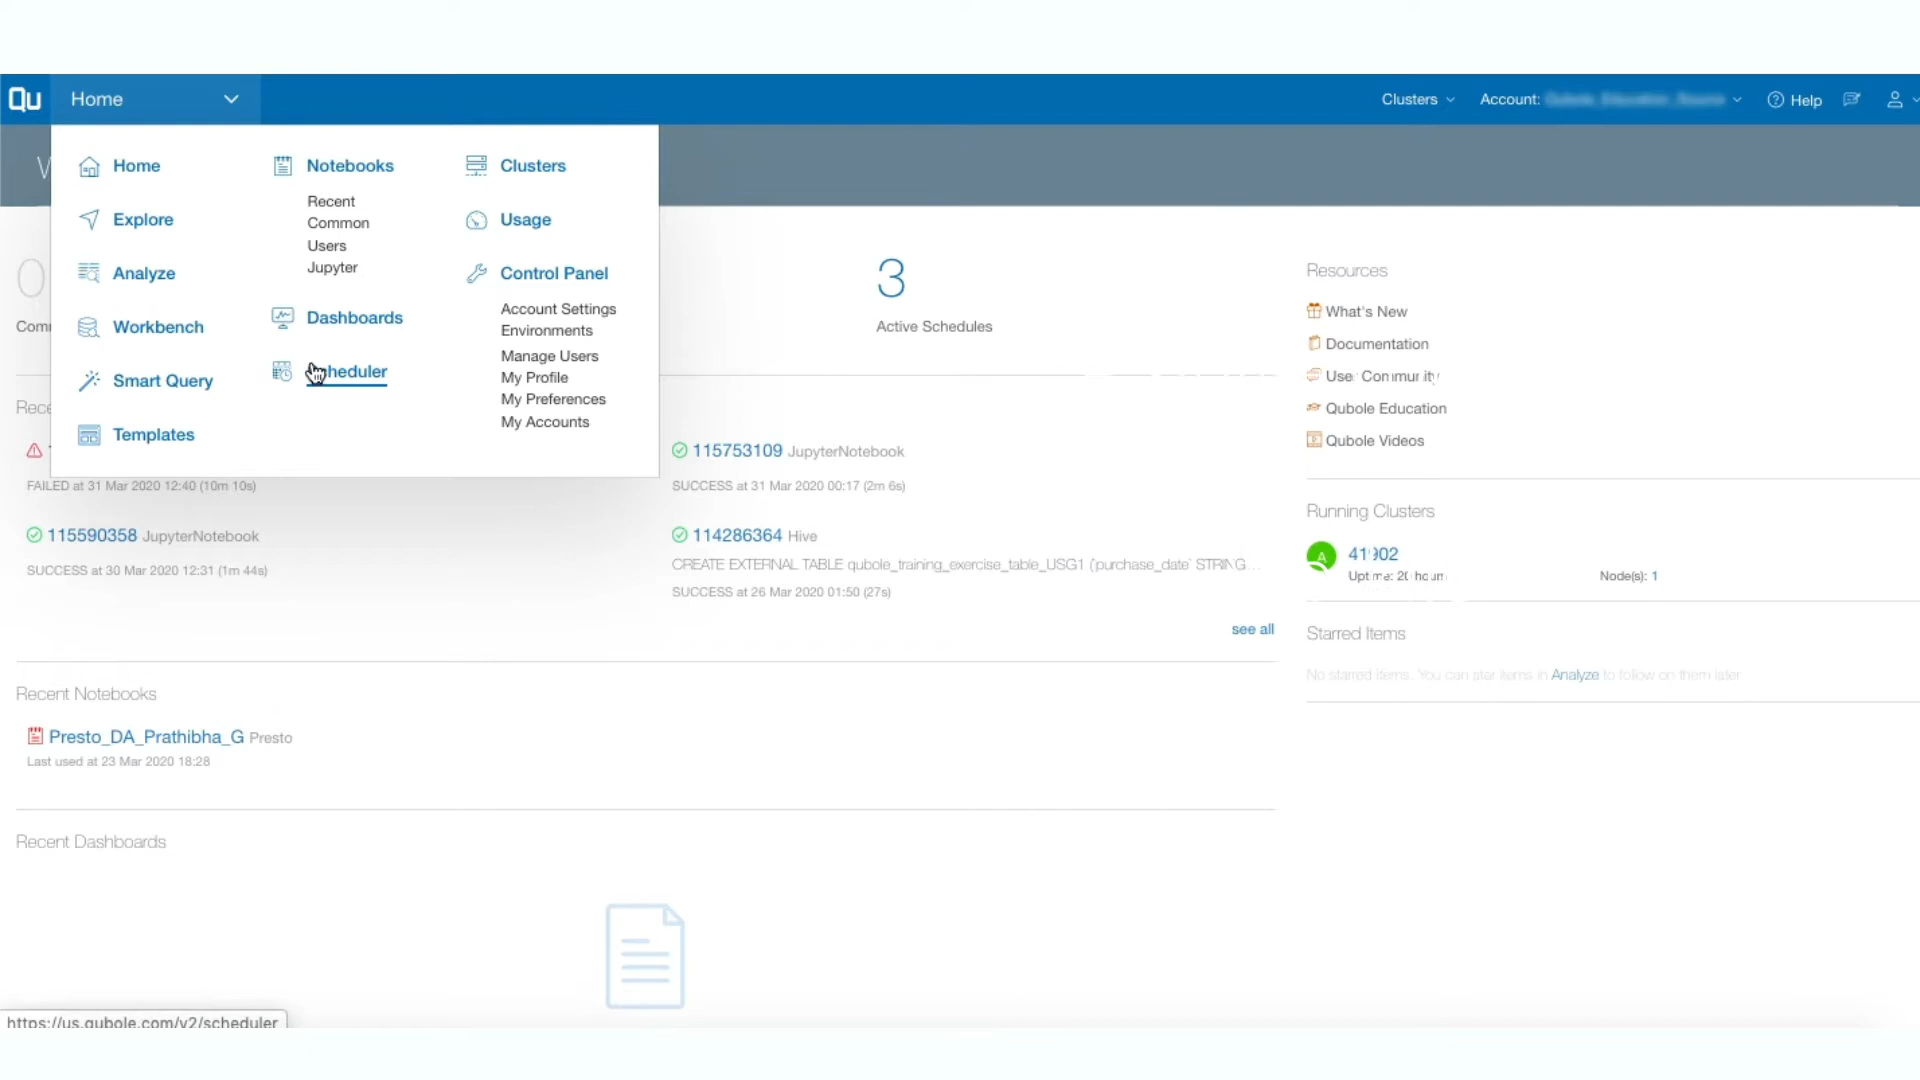 Qu Home
Clusters
Account:
Help
Home
Explore
Analyze
Workbench
Smart Query
Templates
Notebooks
Recent
Common
Users
Jupyter
Dashboards
Scheduler
Clusters
Usage
Control Panel
Account Settings
Environments
Manage Users
My Profile
My Preferences
My Accounts
0
3
Active Schedules
FAILED at 31 Mar 2020 12:40 (10m 10s)
115753109 JupyterNotebook
SUCCESS at 31 Mar 2020 00:17 (2m 6s)
115590358 JupyterNotebook
SUCCESS at 30 Mar 2020 12:31 (1m 44s)
114286364 Hive
CREATE EXTERNAL TABLE qubole_training_exercise_table_USG1 (`purchase_date` STRING...
SUCCESS at 26 Mar 2020 01:50 (27s)
see all
Recent Notebooks
Presto_DA_Prathibha_G Presto
Last used at 23 Mar 2020 18:28
Recent Dashboards
Resources
What's New
Documentation
User Community
Qubole Education
Qubole Videos
Running Clusters
A
41902
Uptime: 20 hours
Node(s): 1
Starred Items
No starred items. You can star items in Analyze to follow on them later
https://us.qubole.com/v2/scheduler